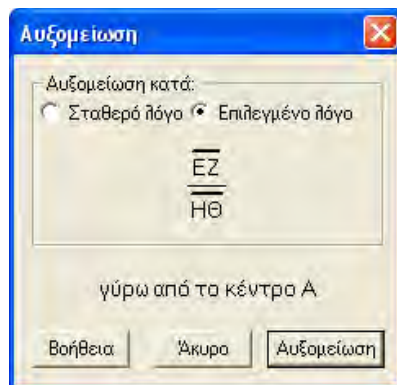 Αυξομείωση
Αυξομείωση κατά:
Σταθερό λόγο Επιλεγμένο λόγο
ΕΖ
ΗΘ
γύρω από το κέντρο Α
Βοήθεια Άκυρο Αυξομείωση